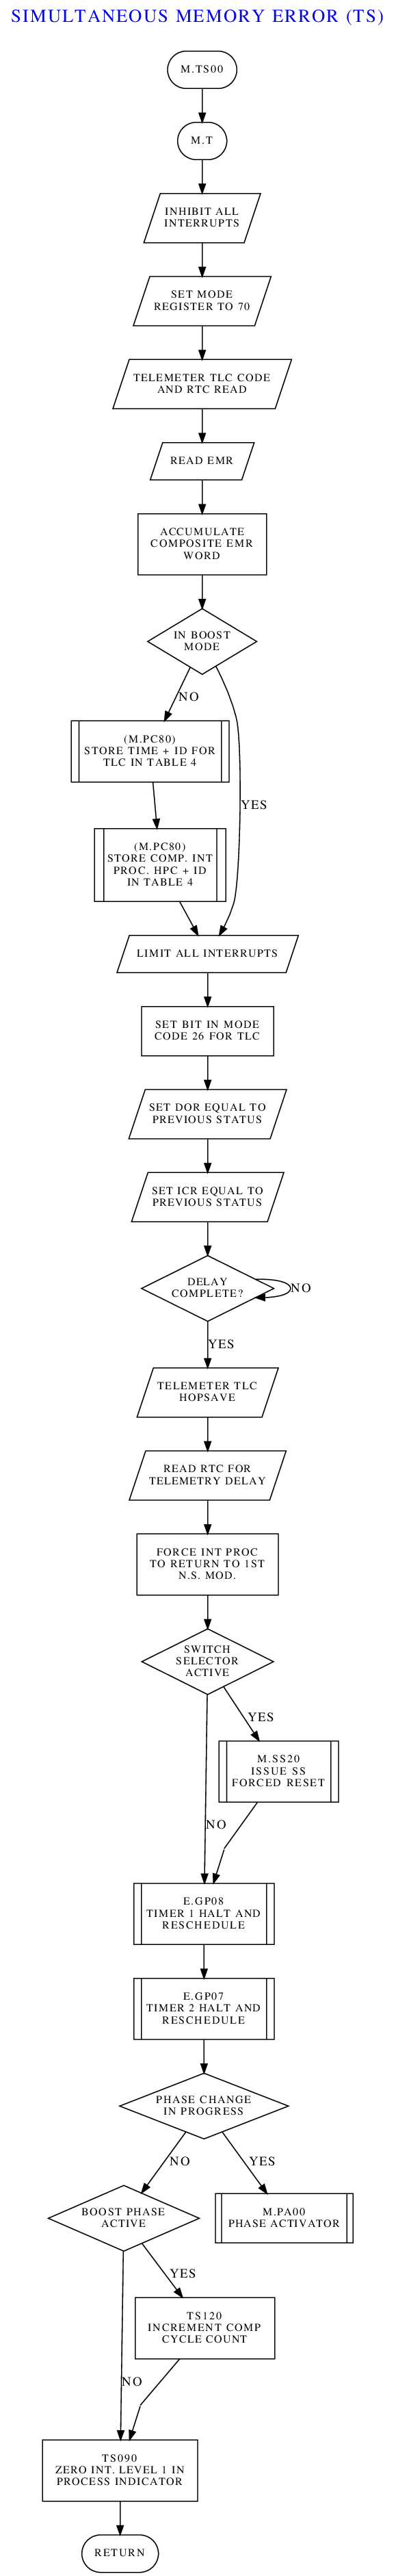 SIMULTANEOUS MEMORY ERROR (TS)
M.TS00
M.T
INHIBIT ALL
INTERRUPTS
SET MODE
REGISTER TO 70
TELEMETER TLC CODE
AND RTC READ
READ EMR
ACCUMULATE
COMPOSITE EMR
WORD
IN BOOST
MODE
NO
(M.PC80)
STORE TIME + ID FOR
TLC IN TABLE 4
YES
(M.PC80)
STORE COMP. INT
PROC. HPC + ID
IN TABLE 4
LIMIT ALL INTERRUPTS
SET BIT IN MODE
CODE 26 FOR TLC
SET DOR EQUAL TO
PREVIOUS STATUS
SET ICR EQUAL TO
PREVIOUS STATUS
DELAY
COMPLETE?
NO
YES
TELEMETER TLC
HOPSAVE
READ RTC FOR
TELEMETRY DELAY
FORCE INT PROC
TO RETURN TO 1ST
N.S. MOD.
SWITCH
SELECTOR
ACTIVE
YES
M.SS20
ISSUE SS
FORCED RESET
NO
E.GP08
TIMER 1 HALT AND
RESCHEDULE
E.GP07
TIMER 2 HALT AND
RESCHEDULE
PHASE CHANGE
IN PROGRESS
NO
YES
BOOST PHASE
ACTIVE
M.PA00
PHASE ACTIVATOR
YES
TS120
INCREMENT COMP
CYCLE COUNT
NO
TS090
ZERO INT. LEVEL 1 IN
PROCESS INDICATOR
RETURN